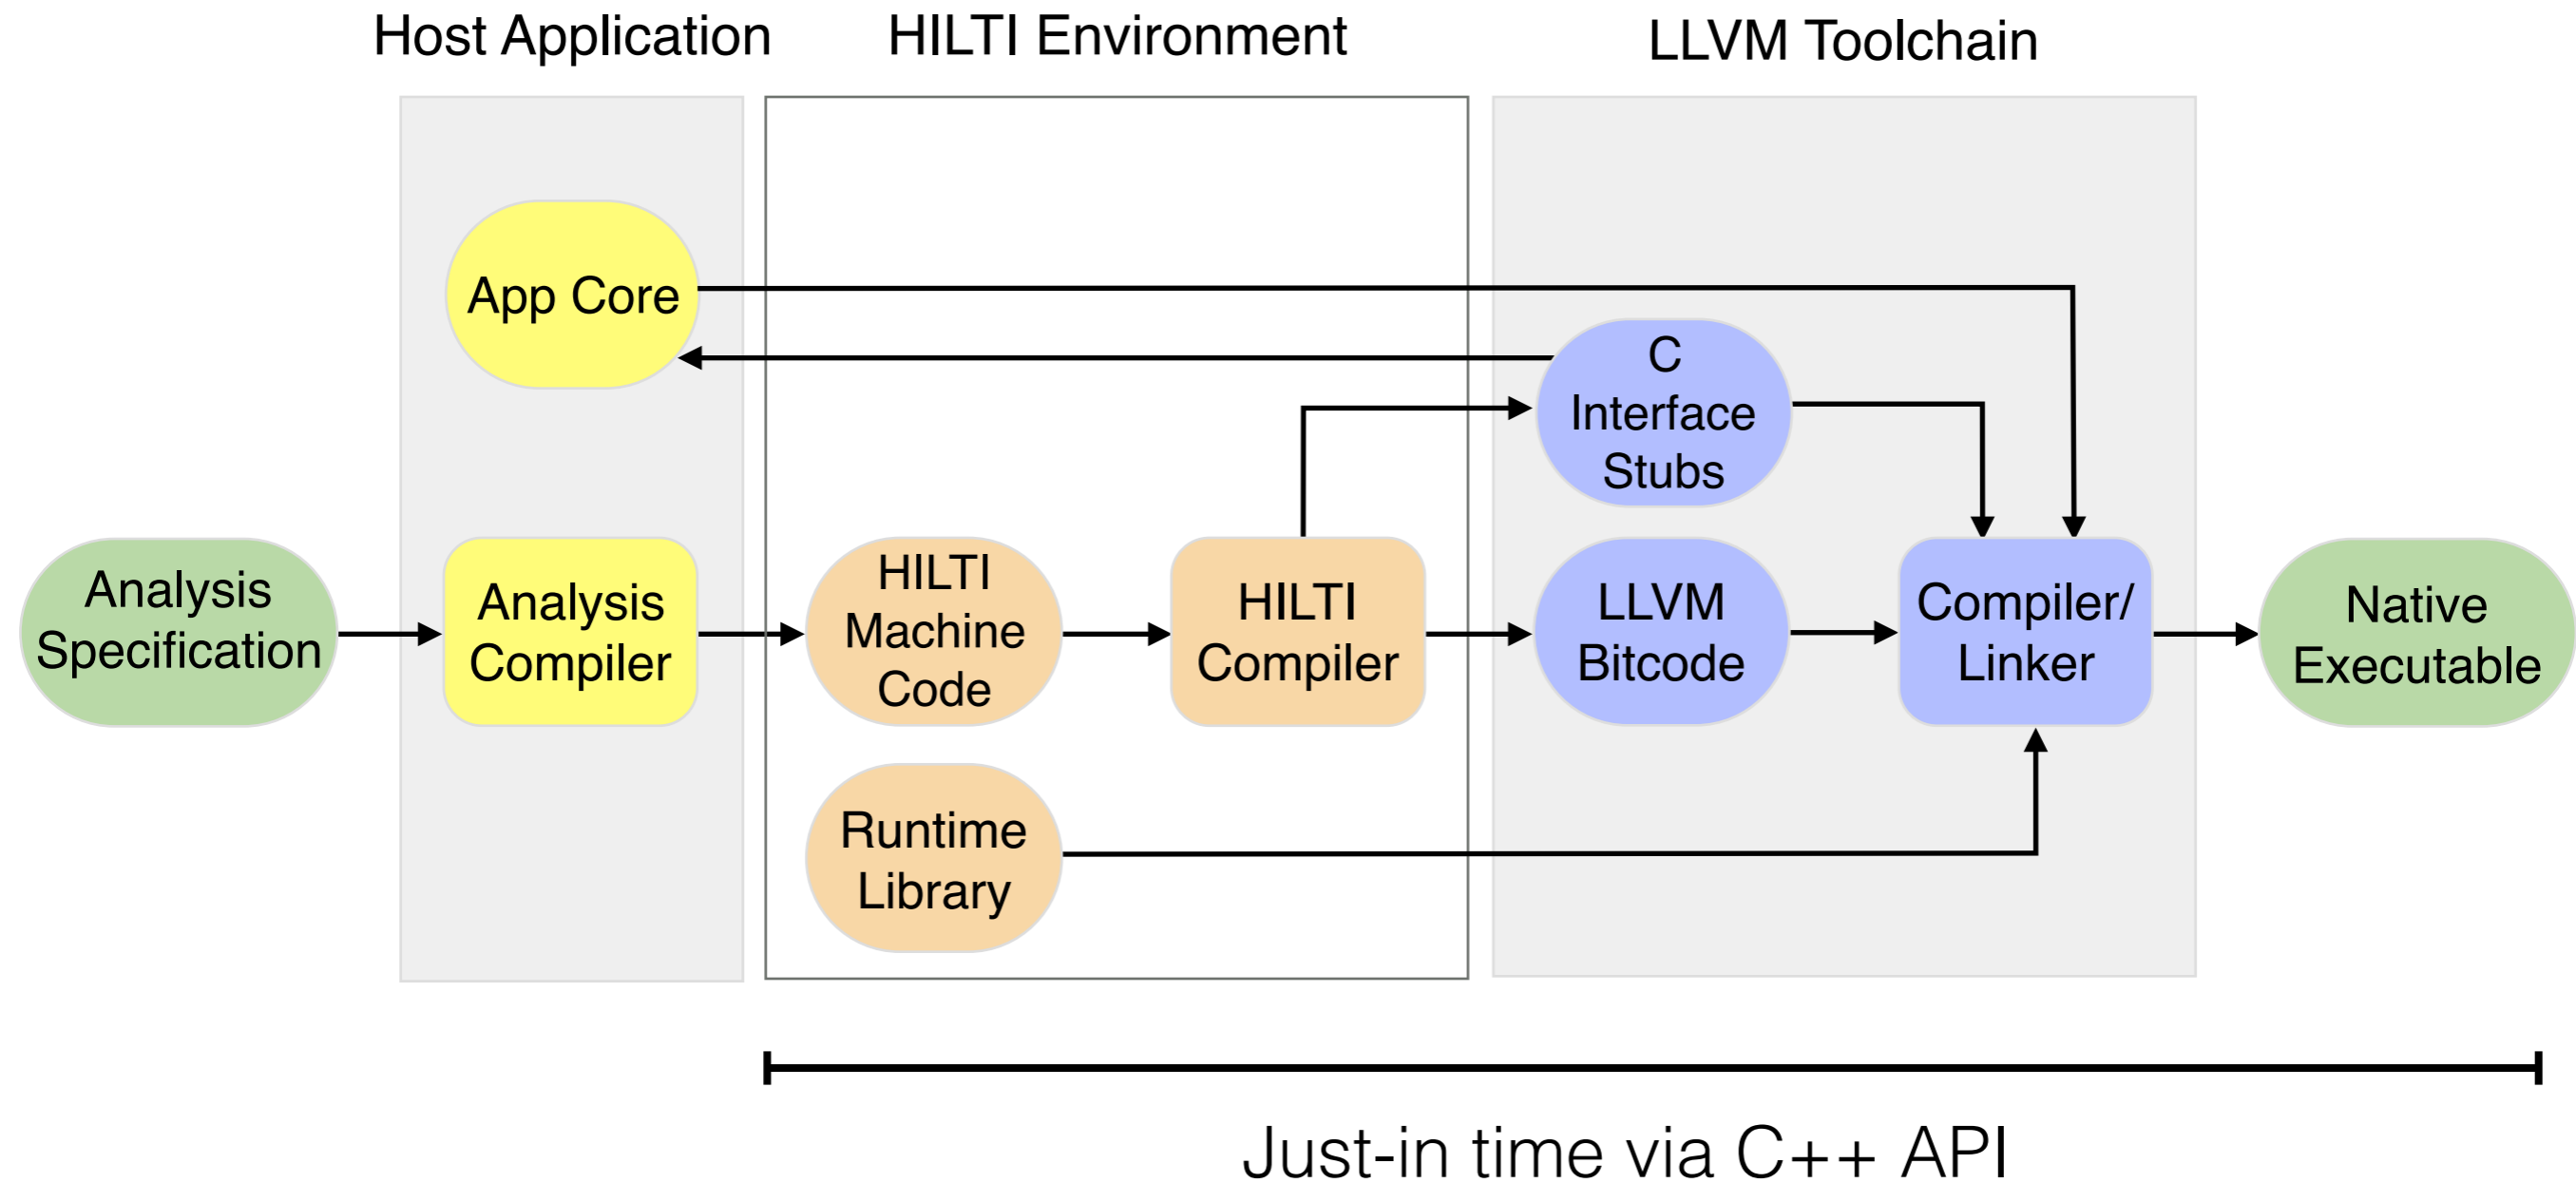 Host Application
HILTI Environment
LLVM Toolchain
App Core
C
Interface
Stubs
Analysis
Specification
Analysis
Compiler
HILTI
Machine
Code
HILTI
Compiler
LLVM
Bitcode
Compiler/
Linker
Native
Executable
Runtime
Library
Just-in time via C++ API